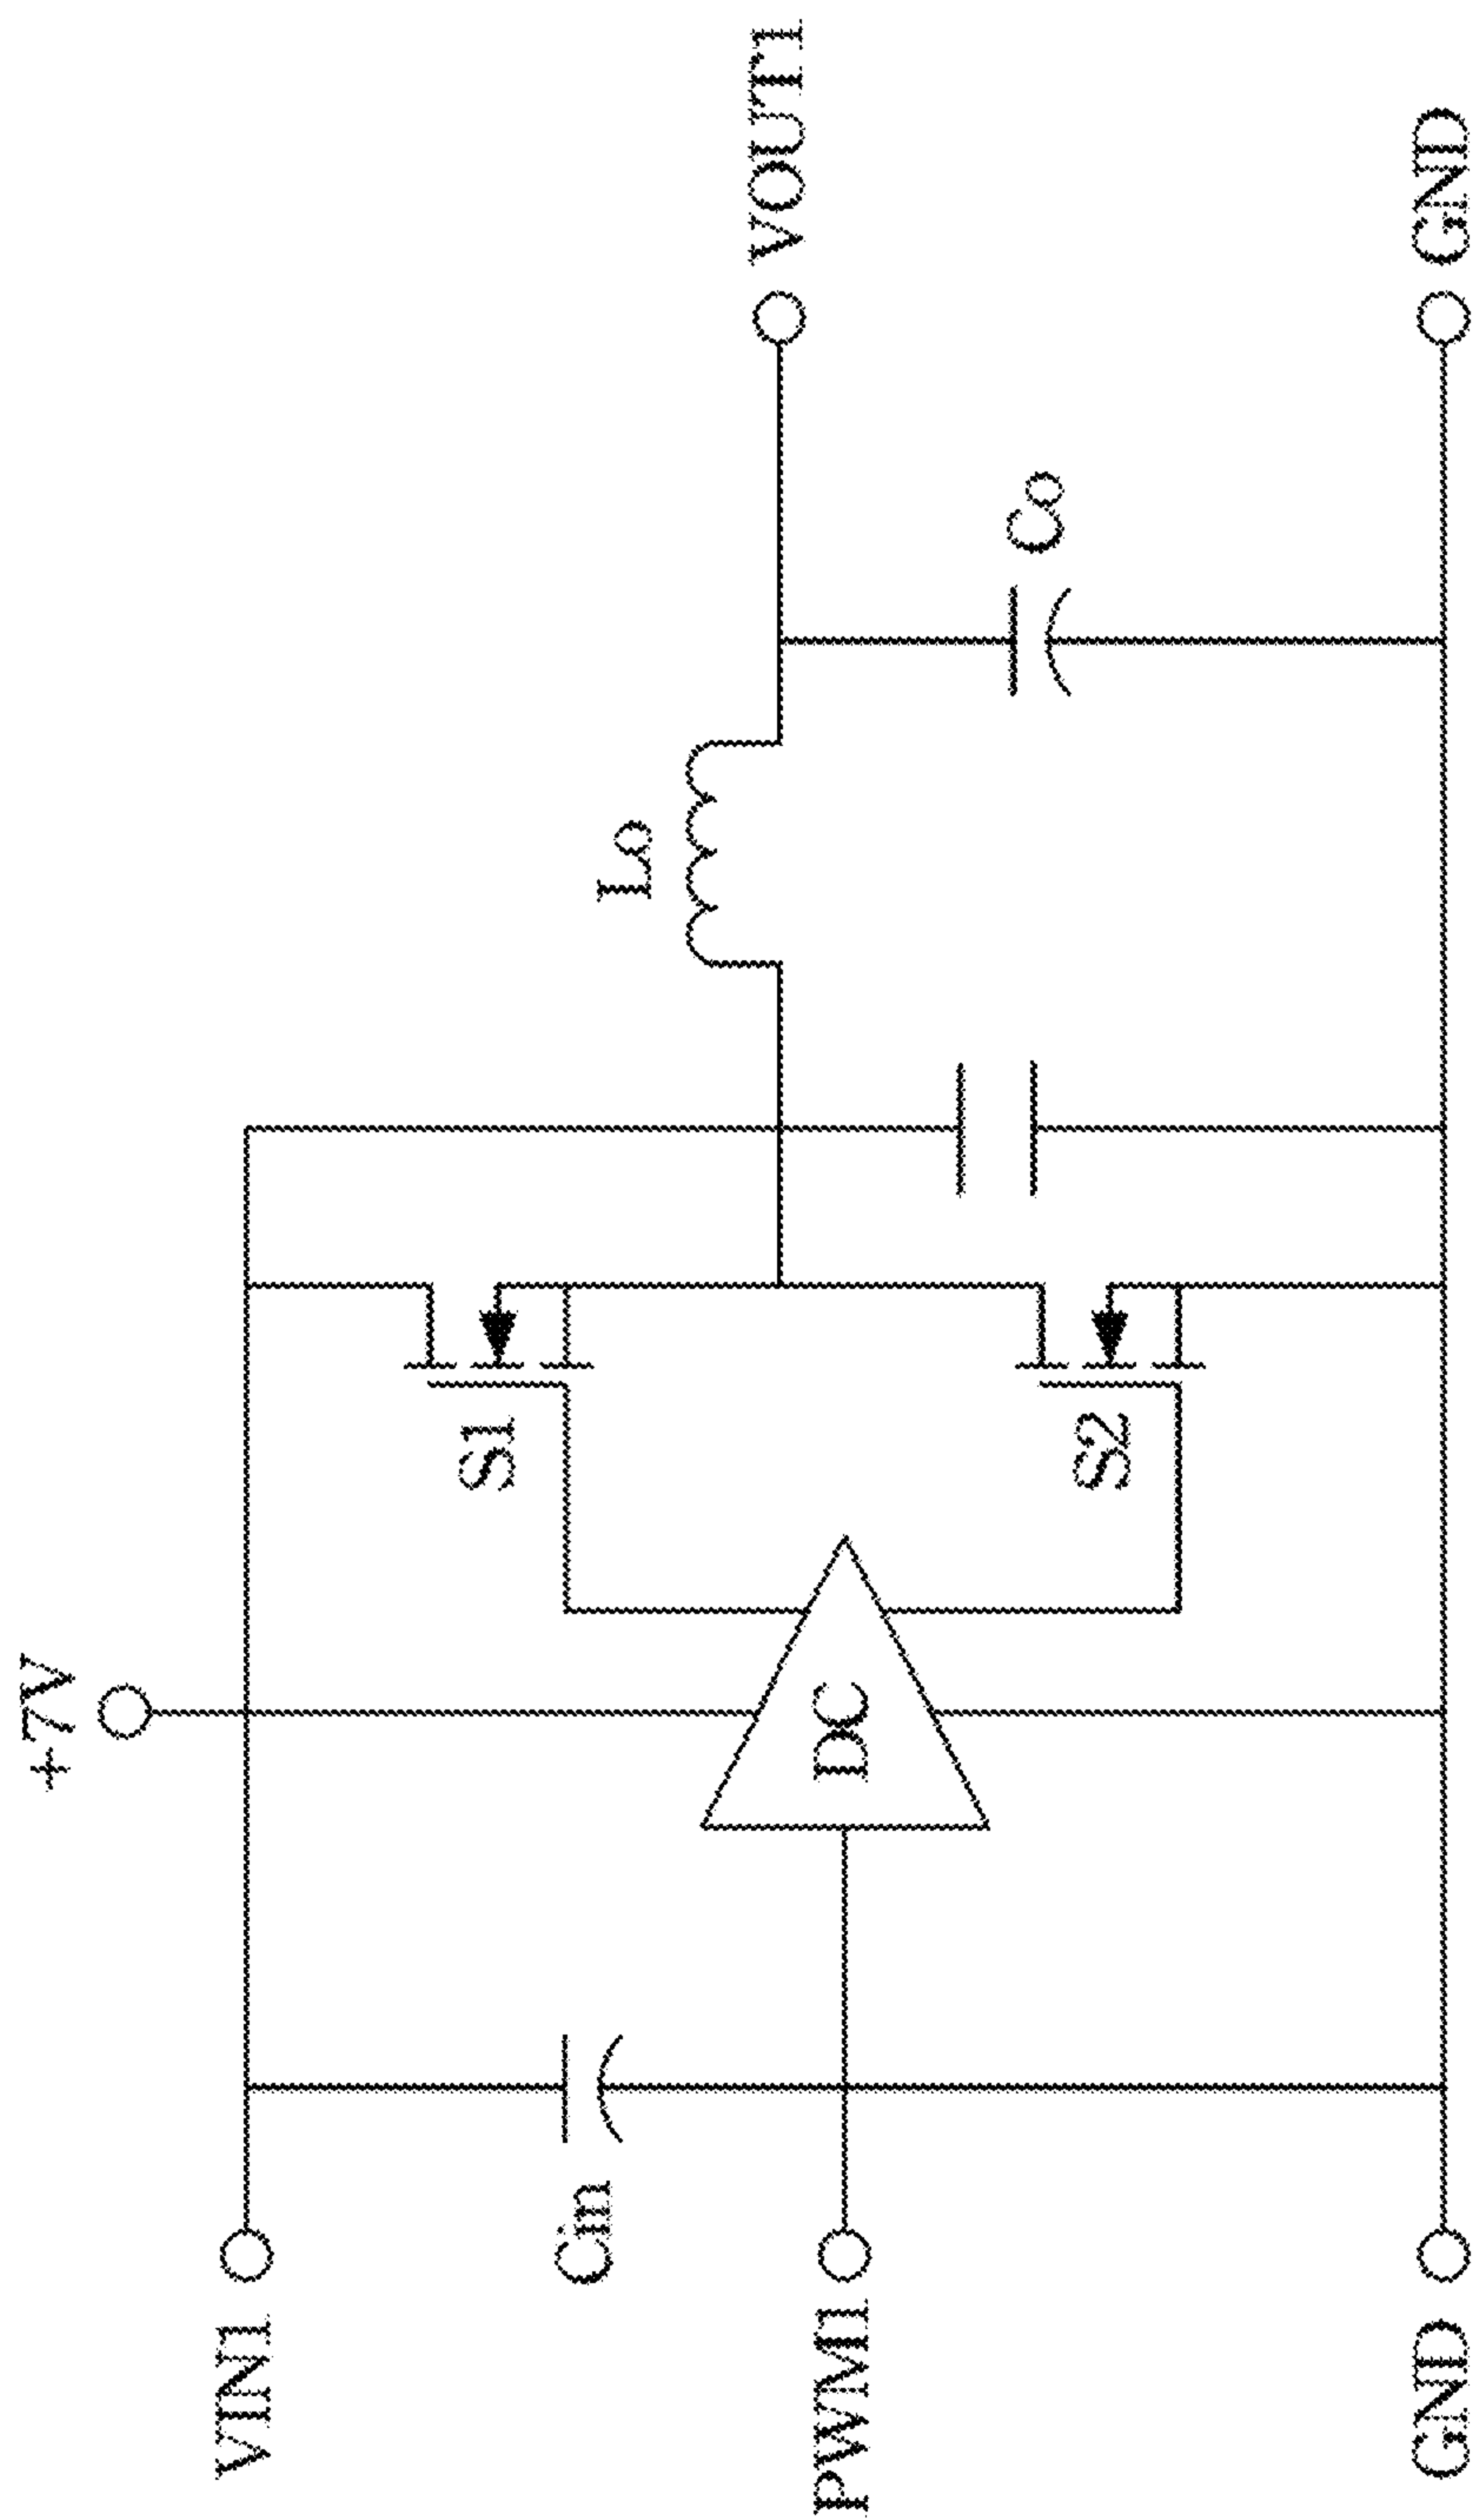 +7V
VIN1
S1
Lo
VOUT1
Cin
PWM1
DC
S2
Co
GND
GND